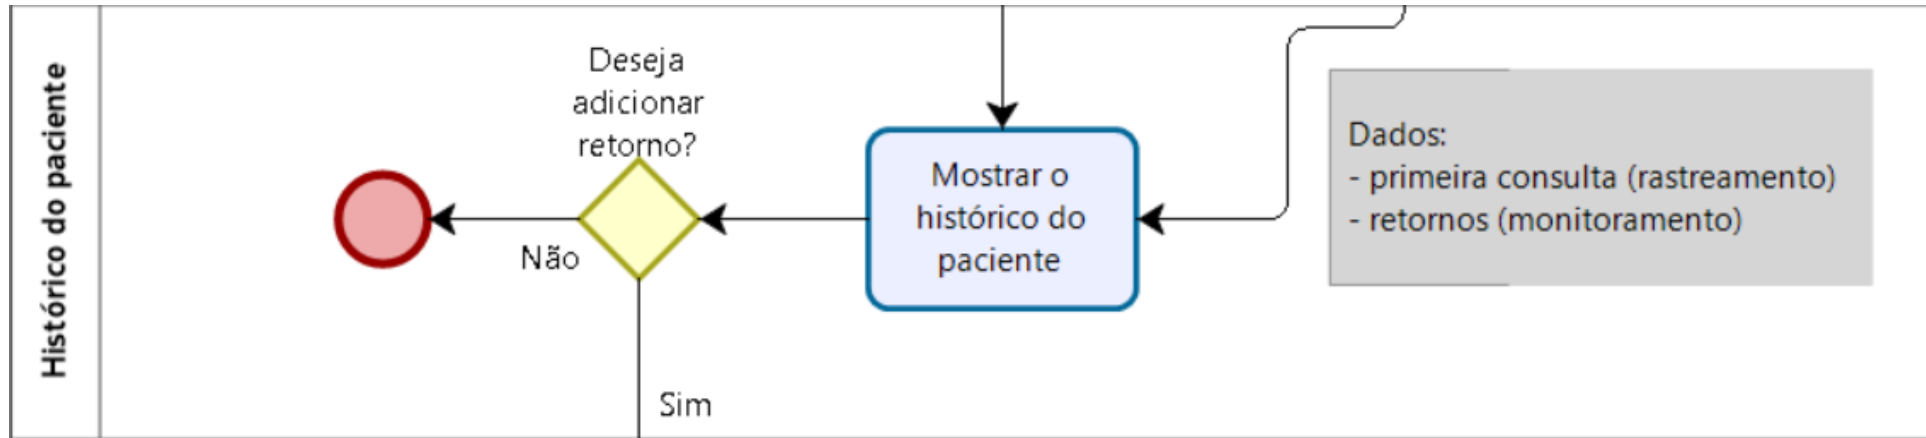 Histórico do paciente
Deseja
adicionar
retorno?
Não
Sim
Mostrar o
histórico do
paciente
Dados:
- primeira consulta (rastreamento)
- retornos (monitoramento)